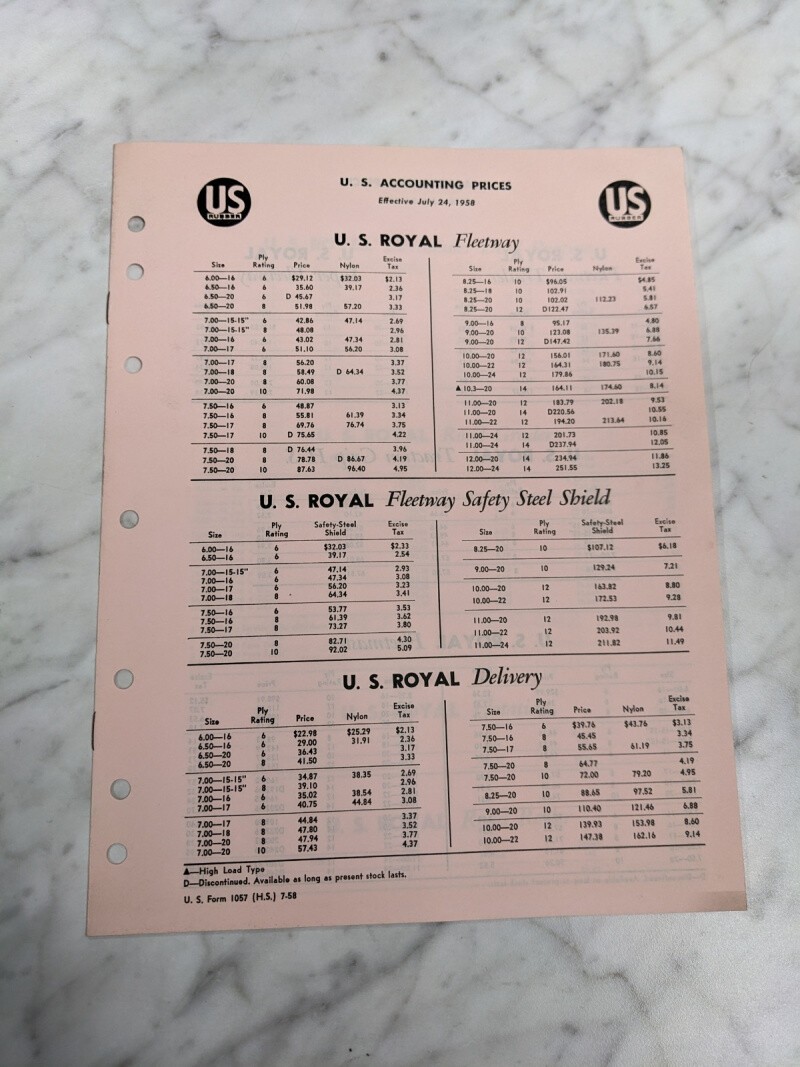 US
RUBBER
U. S. ACCOUNTING PRICES
Effective July 24, 1958
US
RUBBER
U. S. ROYAL Fleetway
Size Ply Rating Price Nylon Excise Tax
6.00—16 6 $29.12 $32.03 $2.13
6.50—16 6 35.60 39.17 2.36
6.50—20 6 D 45.67 3.17
6.50—20 8 51.98 57.20 3.33
7.00—15-15" 6 42.86 47.14 2.69
7.00—15-15" 8 48.08 2.96
7.00—16 6 43.02 47.34 2.81
7.00—17 6 51.10 56.20 3.08
7.00—17 8 56.20 3.37
7.00—18 8 58.49 D 64.34 3.52
7.00—20 8 60.08 3.77
7.00—20 10 71.98 4.37
7.50—16 6 48.87 3.13
7.50—16 8 55.81 61.39 3.34
7.50—17 8 69.76 76.74 3.75
7.50—17 10 D 75.65 4.22
7.50—18 8 D 76.44 3.96
7.50—20 8 78.78 D 86.67 4.19
7.50—20 10 87.63 96.40 4.95
Size Ply Rating Price Nylon Excise Tax
8.25—16 10 $96.05 $4.85
8.25—18 10 102.91 5.41
8.25—20 10 102.02 112.23 5.81
8.25—20 12 D122.47 6.57
9.00—16 8 95.17 4.80
9.00—20 10 123.08 135.39 6.88
9.00—20 12 D147.42 7.66
10.00—20 12 156.01 171.60 8.60
10.00—22 12 164.31 180.75 9.14
10.00—24 12 179.86 10.15
▲ 10.3—20 14 164.11 174.60 8.14
11.00—20 12 183.79 202.18 9.53
11.00—20 14 D220.56 10.55
11.00—22 12 194.20 213.64 10.16
11.00—24 12 201.73 10.85
11.00—24 14 D237.94 12.05
12.00—20 14 234.94 11.86
12.00—24 14 251.55 13.25
U. S. ROYAL Fleetway Safety Steel Shield
Size Ply Rating Safety-Steel Shield Excise Tax
6.00—16 6 $32.03 $2.33
6.50—16 6 39.17 2.54
7.00—15-15" 6 47.14 2.93
7.00—16 6 47.34 3.08
7.00—17 6 56.20 3.23
7.00—18 8 64.34 3.41
7.50—16 6 53.77 3.53
7.50—16 8 61.39 3.62
7.50—17 8 73.27 3.80
7.50—20 8 82.71 4.30
7.50—20 10 92.02 5.09
Size Ply Rating Safety-Steel Shield Excise Tax
8.25—20 10 $107.12 $6.18
9.00—20 10 129.24 7.21
10.00—20 12 163.82 8.80
10.00—22 12 172.53 9.28
11.00—20 12 192.98 9.81
11.00—22 12 203.92 10.44
11.00—24 12 211.82 11.49
U. S. ROYAL Delivery
Size Ply Rating Price Nylon Excise Tax
6.00—16 6 $22.98 $25.29 $2.13
6.50—16 6 29.00 31.91 2.36
6.50—20 6 36.43 3.17
6.50—20 8 41.50 3.33
7.00—15-15" 6 34.87 38.35 2.69
7.00—15-15" 8 39.10 2.96
7.00—16 6 35.02 38.54 2.81
7.00—17 6 40.75 44.84 3.08
7.00—17 8 44.84 3.37
7.00—18 8 47.80 3.52
7.00—20 8 47.94 3.77
7.00—20 10 57.43 4.37
Size Ply Rating Price Nylon Excise Tax
7.50—16 6 $39.76 $43.76 $3.13
7.50—16 8 45.45 3.34
7.50—17 8 55.65 61.19 3.75
7.50—20 8 64.77 4.19
7.50—20 10 72.00 79.20 4.95
8.25—20 10 88.65 97.52 5.81
9.00—20 10 110.40 121.46 6.88
10.00—20 12 139.93 153.98 8.60
10.00—22 12 147.38 162.16 9.14
▲—High Load Type
D—Discontinued. Available as long as present stock lasts.
U. S. Form 1057 (H.S.) 7-58